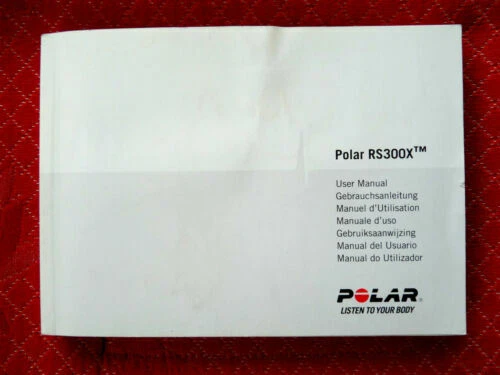 Polar RS300X™
User Manual
Gebrauchsanleitung
Manuel d'Utilisation
Manuale d'uso
Gebruiksaanwijzing
Manual del Usuario
Manual do Utilizador
POLAR®
LISTEN TO YOUR BODY